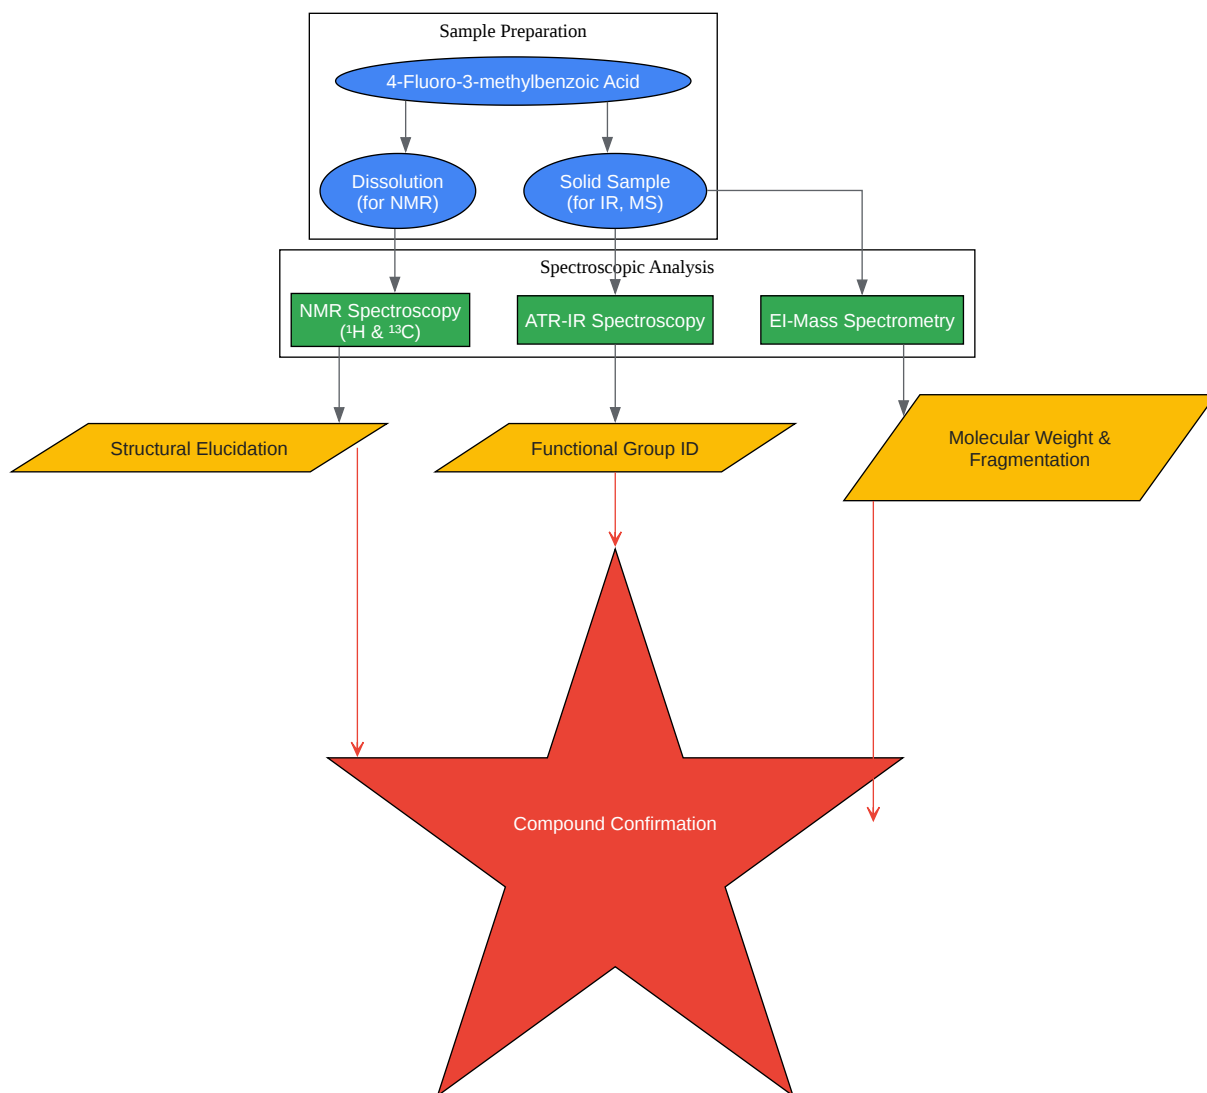 Sample Preparation
4-Fluoro-3-methylbenzoic Acid
Dissolution
(for NMR)
Solid Sample
(for IR, MS)
Spectroscopic Analysis
NMR Spectroscopy
(¹H & ¹³C)
ATR-IR Spectroscopy
EI-Mass Spectrometry
Structural Elucidation
Functional Group ID
Molecular Weight &
Fragmentation
Compound Confirmation